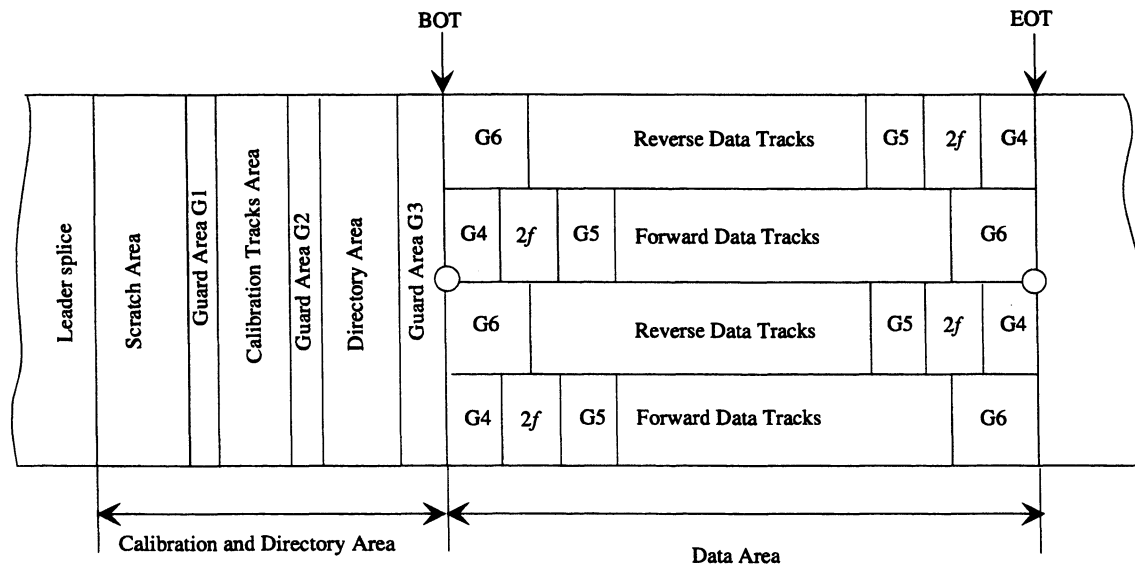 BOT
EOT
Leader splice
Scratch Area
Guard Area G1
Calibration Tracks Area
Guard Area G2
Directory Area
Guard Area G3
G6
Reverse Data Tracks
G5
2f
G4
G4
2f
G5
Forward Data Tracks
G6
G6
Reverse Data Tracks
G5
2f
G4
G4
2f
G5
Forward Data Tracks
G6
Calibration and Directory Area
Data Area